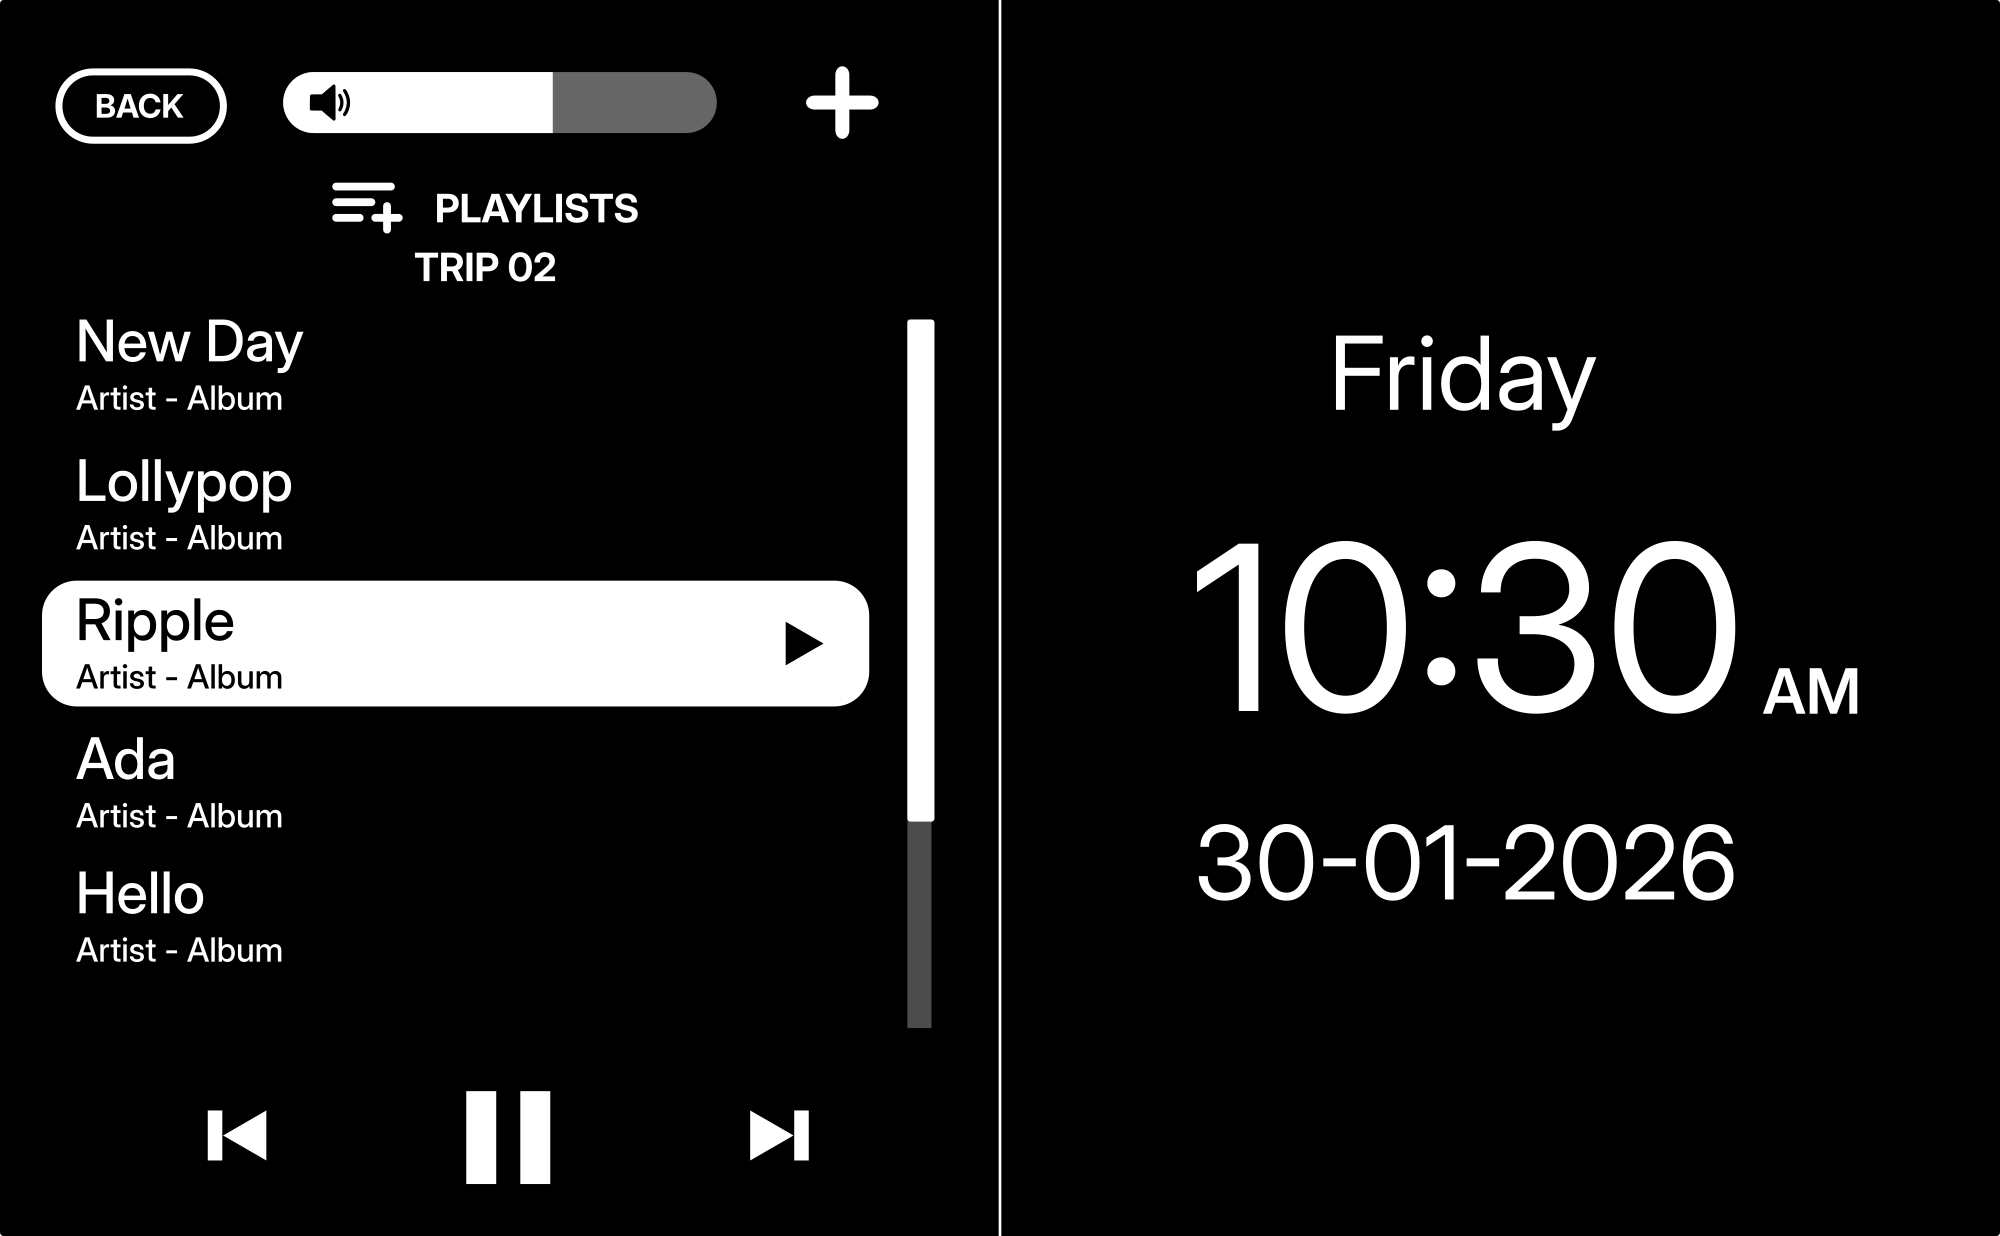 BACK
PLAYLISTS
TRIP 02
New Day
Artist - Album
Lollypop
Artist - Album
Ripple
Artist - Album
Ada
Artist - Album
Hello
Artist - Album
Friday
10:30 AM
30-01-2026